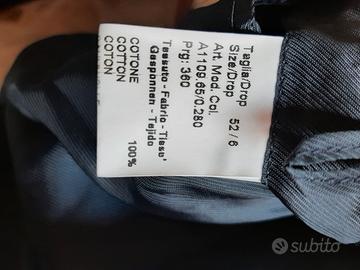 Taglia/Drop
Size/Drop 52 / 6
Art. Mod. Col.
A1109.65/0.280
Prg: 380
Tessuto - Fabric - Tissu'
Gesponnen - Tejido
COTONE 100%
COTTON
COTON
subito